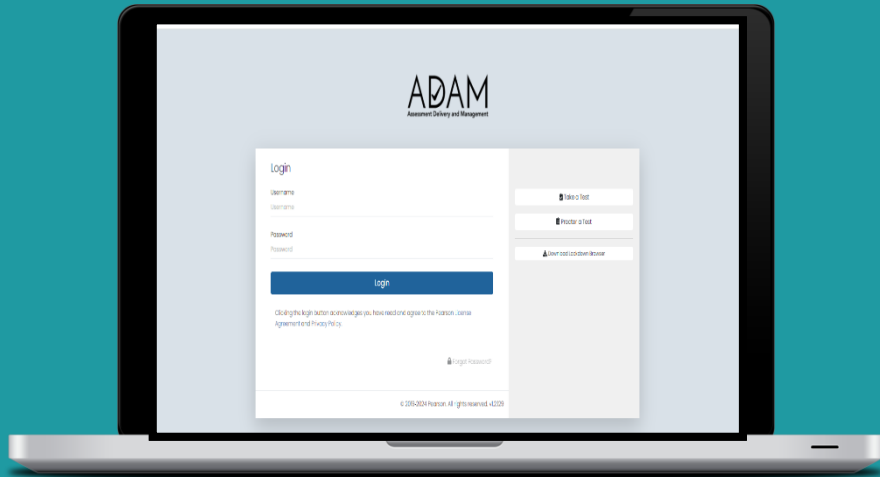 ADAM
Assessment Delivery and Management
Login
Username
Username
Password
Password
Login
Clicking the login button acknowledges you have read and agree to the Pearson License
Agreement and Privacy Policy.
Forgot Password?
© 2013-2024 Pearson. All rights reserved.
Take a Test
Proctor a Test
Download Lockdown Browser